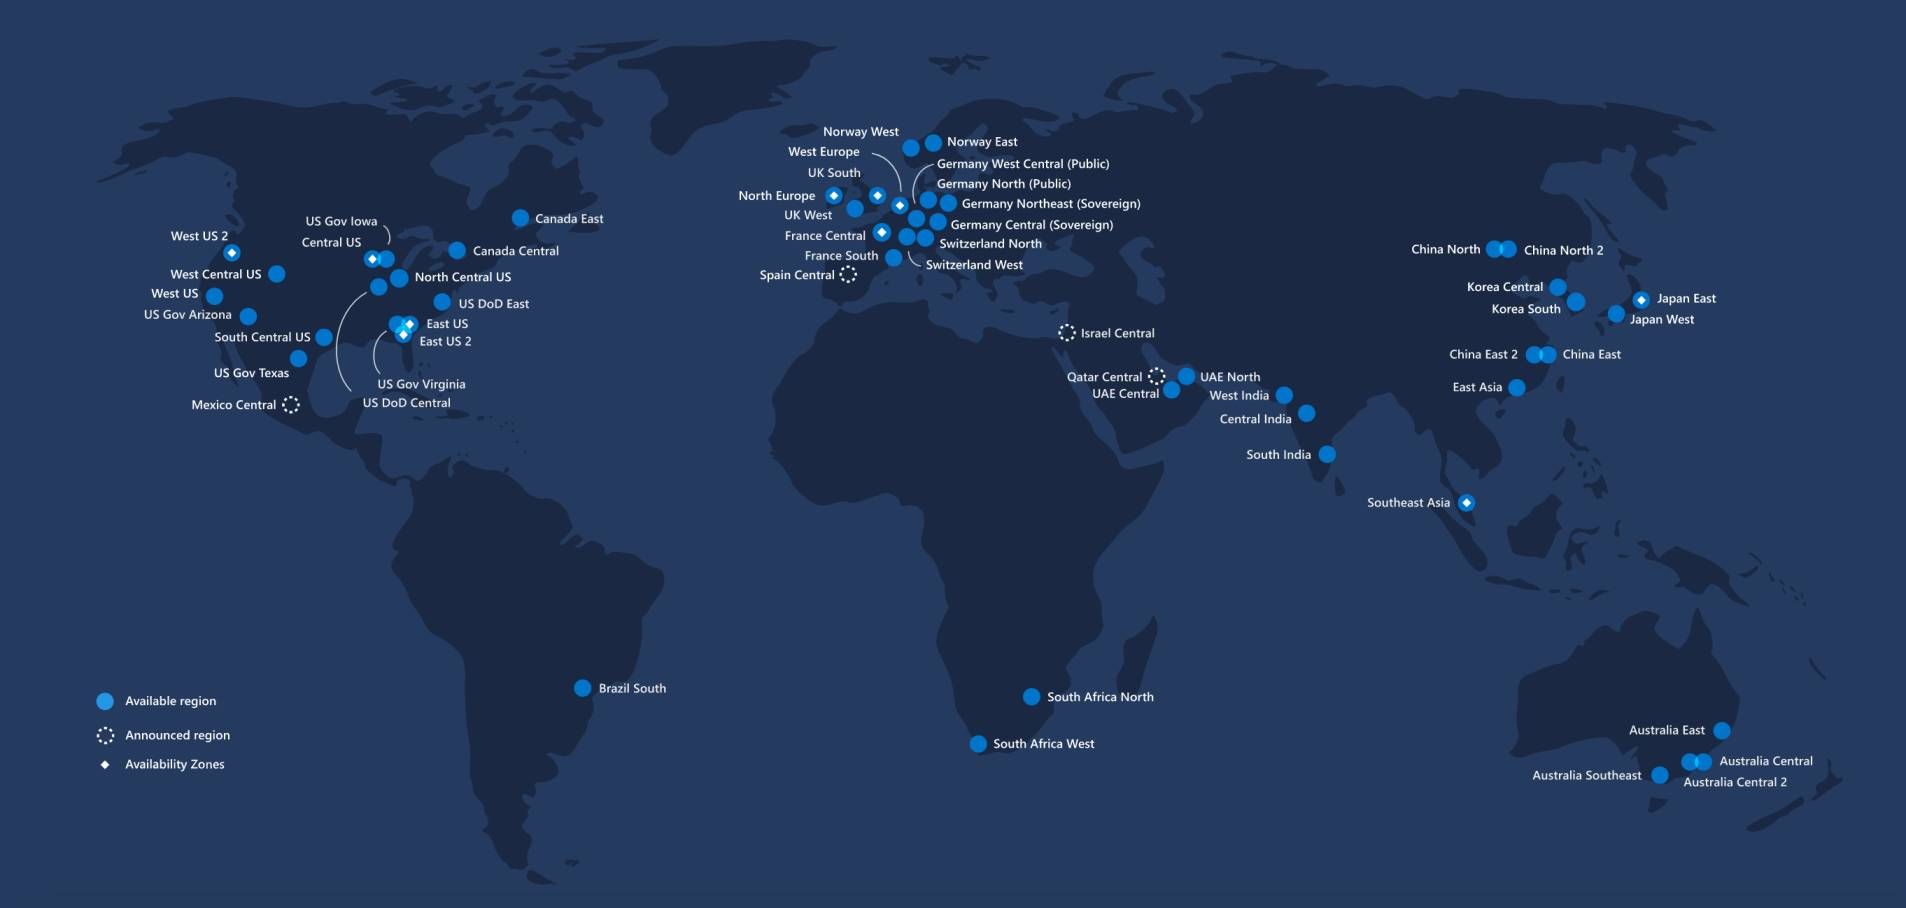 Norway West
Norway East
West Europe
Germany West Central (Public)
UK South
Germany North (Public)
North Europe
Germany Northeast (Sovereign)
UK West
Germany Central (Sovereign)
France Central
Switzerland North
France South
Switzerland West
Spain Central
Canada East
US Gov Iowa
West US 2
Central US
Canada Central
West Central US
North Central US
West US
US DoD East
US Gov Arizona
East US
South Central US
East US 2
US Gov Texas
US Gov Virginia
Mexico Central
US DoD Central
Israel Central
Qatar Central
UAE North
UAE Central
West India
Central India
South India
China North
China North 2
Korea Central
Japan East
Korea South
Japan West
China East 2
China East
East Asia
Southeast Asia
Brazil South
South Africa North
South Africa West
Australia East
Australia Central
Australia Southeast
Australia Central 2
Available region
Announced region
Availability Zones